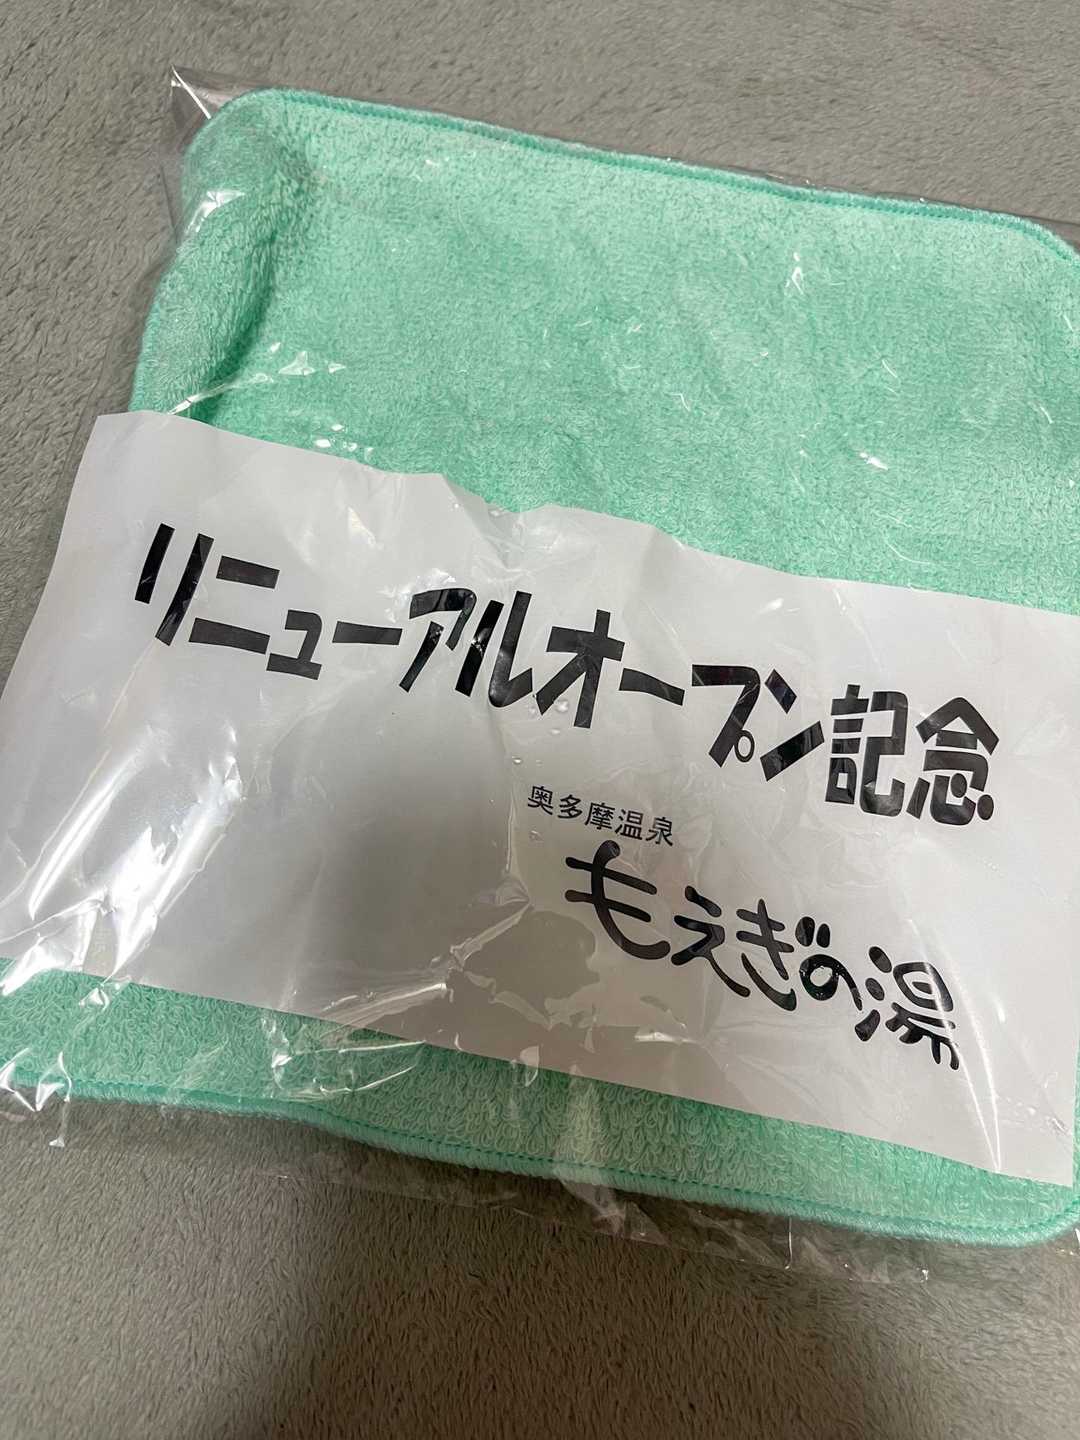 リニューアルオープン記念
奥多摩温泉
もえぎの湯